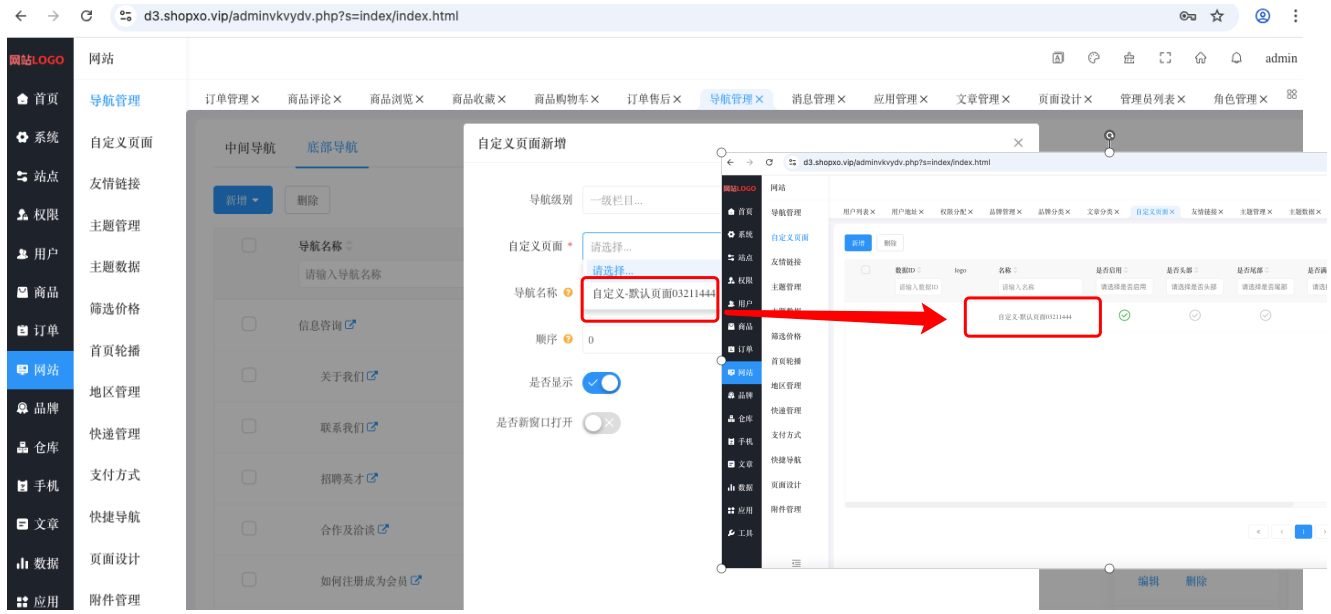 d3.shopxo.vip/adminvkvydv.php?s=index/index.html
网站LOGO
网站
admin
首页
系统
站点
权限
用户
商品
订单
网站
品牌
仓库
手机
文章
数据
应用
导航管理
自定义页面
友情链接
主题管理
主题数据
筛选价格
首页轮播
地区管理
快递管理
支付方式
快捷导航
页面设计
附件管理
订单管理 商品评论 商品浏览 商品收藏 商品购物车 订单售后 导航管理 消息管理 应用管理 文章管理 页面设计 管理员列表 角色管理
中间导航 底部导航
新增 删除
导航名称
请输入导航名称
信息咨询
关于我们
联系我们
招聘英才
合作及洽谈
如何注册成为会员
自定义页面新增
导航级别 一级栏目...
自定义页面 * 请选择...
请选择...
自定义-默认页面03211444
导航名称
顺序 0
是否显示
是否新窗口打开
d3.shopxo.vip/adminvkvydv.php?s=index/index.html
网站LOGO
网站
首页
系统
站点
权限
用户
商品
订单
网站
品牌
仓库
手机
文章
数据
应用
工具
导航管理
自定义页面
友情链接
主题管理
主题数据
筛选价格
首页轮播
地区管理
快递管理
支付方式
快捷导航
页面设计
附件管理
用户列表 用户地址 权限分配 品牌管理 品牌分类 文章分类 自定义页面 友情链接 主题管理 主题数据
新增 删除
数据ID logo 名称 是否启用 是否头部 是否尾部 是否满
请输入数据ID 请输入名称 请选择是否启用 请选择是否头部 请选择是否尾部 请选
自定义-默认页面03211444
1
编辑 删除